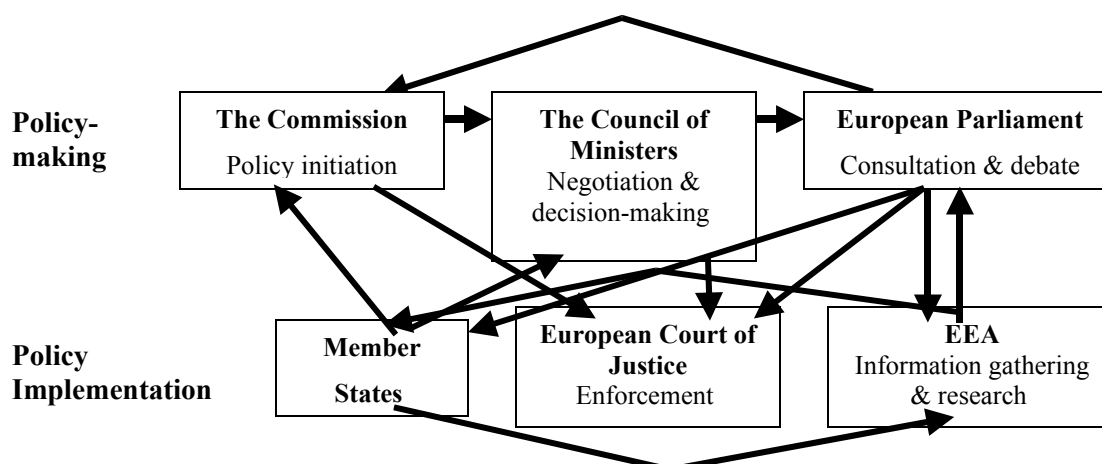 Policy-
making
The Commission
Policy initiation
The Council of
Ministers
Negotiation &
decision-making
European Parliament
Consultation & debate
Policy
Implementation
Member
States
European Court of
Justice
Enforcement
EEA
Information gathering
& research